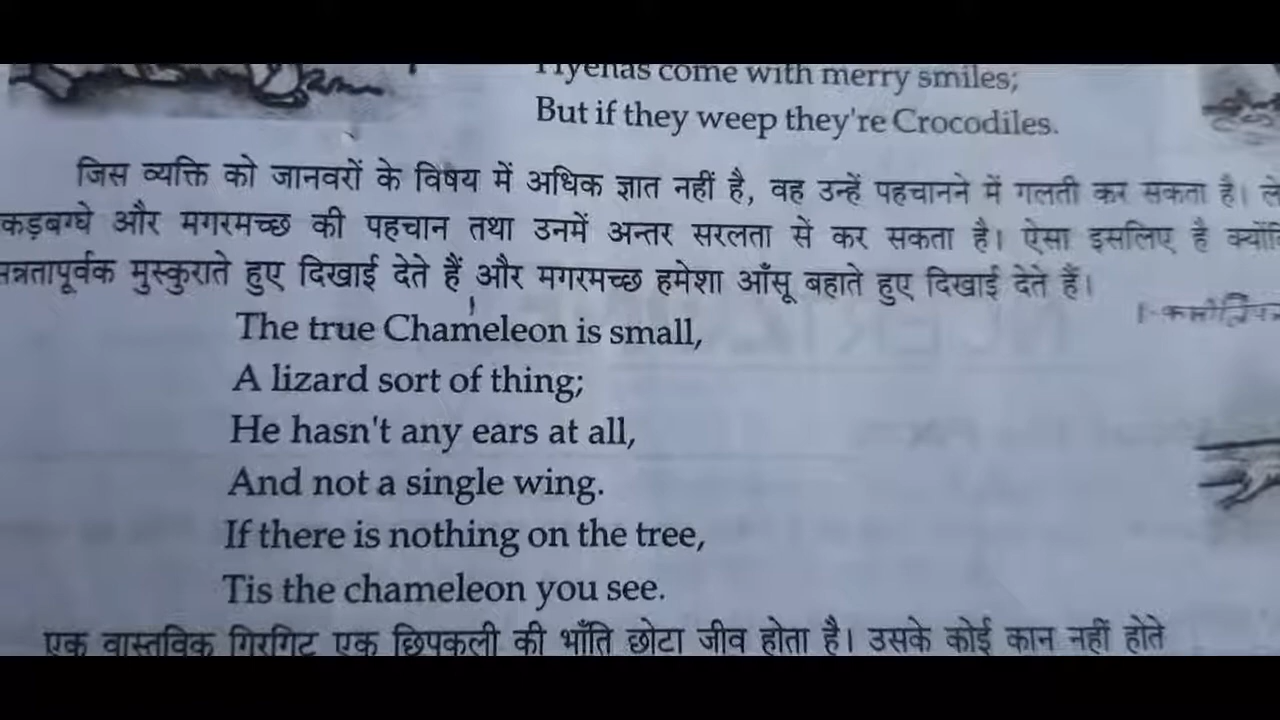 Hyenas come with merry smiles;
But if they weep they're Crocodiles.
जिस व्यक्ति को जानवरों के विषय में अधिक ज्ञात नहीं है, वह उन्हें पहचानने में गलती कर सकता है। ले
कड़बग्घे और मगरमच्छ की पहचान तथा उनमें अन्तर सरलता से कर सकता है। ऐसा इसलिए है क्योंि
सन्नतापूर्वक मुस्कुराते हुए दिखाई देते हैं और मगरमच्छ हमेशा आँसू बहाते हुए दिखाई देते हैं।
The true Chameleon is small,
A lizard sort of thing;
He hasn't any ears at all,
And not a single wing.
If there is nothing on the tree,
Tis the chameleon you see.
एक वास्तविक गिरगिट एक छिपकली की भाँति छोटा जीव होता है। उसके कोई कान नहीं होते